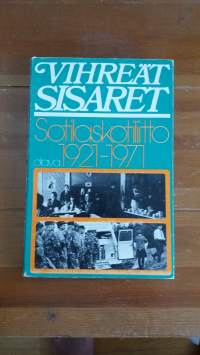 VIHREÄT
SISARET
Sotilaskotiliitto
otava 1921-1971